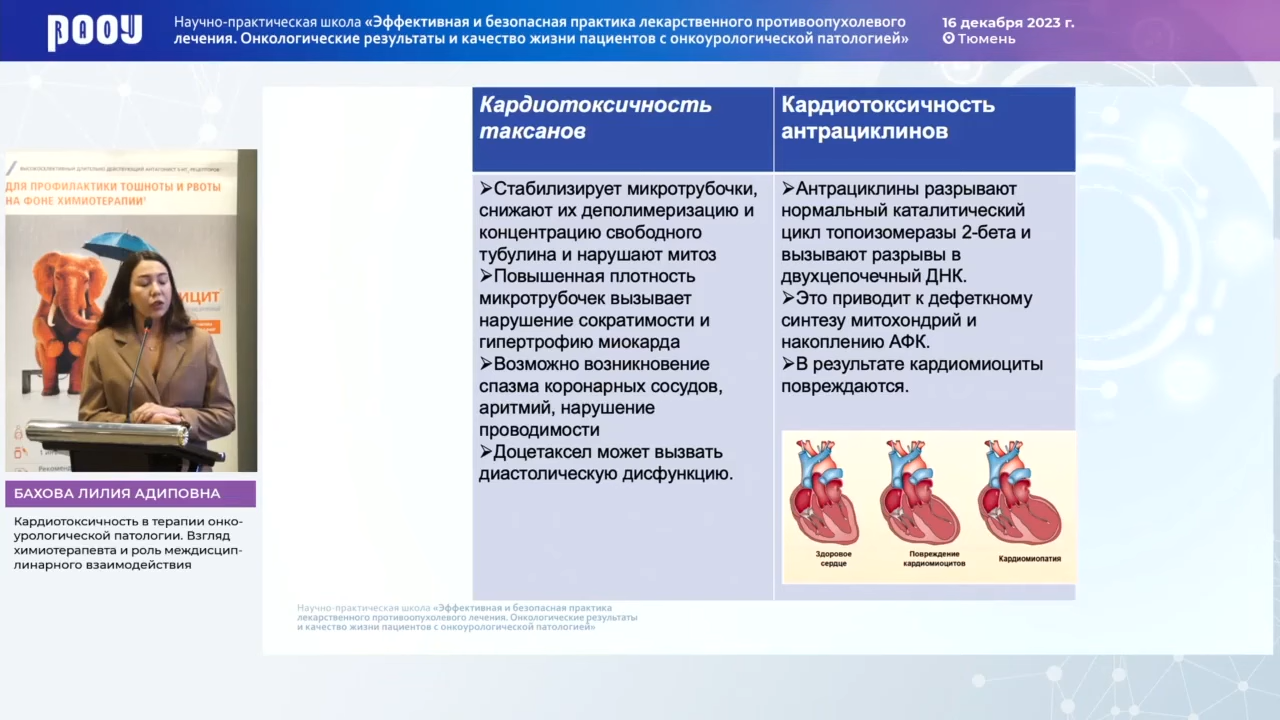 РООУ
RAOU
Научно-практическая школа «Эффективная и безопасная практика лекарственного противоопухолевого
лечения. Онкологические результаты и качество жизни пациентов с онкоурологической патологией»
16 декабря 2023 г.
Тюмень
ДЛЯ ПРОФИЛАКТИКИ ТОШНОТЫ И РВОТЫ
НА ФОНЕ ХИМИОТЕРАПИИ¹
БАХОВА ЛИЛИЯ АДИПОВНА
Кардиотоксичность в терапии онко-
урологической патологии. Взгляд
химиотерапевта и роль междисцип-
линарного взаимодействия
Кардиотоксичность
таксанов
➢Стабилизирует микротрубочки,
снижают их деполимеризацию и
концентрацию свободного
тубулина и нарушают митоз
➢Повышенная плотность
микротрубочек вызывает
нарушение сократимости и
гипертрофию миокарда
➢Возможно возникновение
спазма коронарных сосудов,
аритмий, нарушение
проводимости
➢Доцетаксел может вызвать
диастолическую дисфункцию.
Кардиотоксичность
антрациклинов
➢Антрациклины разрывают
нормальный каталитический
цикл топоизомеразы 2-бета и
вызывают разрывы в
двухцепочечный ДНК.
➢Это приводит к дефеткному
синтезу митохондрий и
накоплению АФК.
➢В результате кардиомиоциты
повреждаются.
Здоровое
сердце
Повреждение
кардиомиоцитов
Кардиомиопатия
Научно-практическая школа «Эффективная и безопасная практика
лекарственного противоопухолевого лечения. Онкологические результаты
и качество жизни пациентов с онкоурологической патологией»